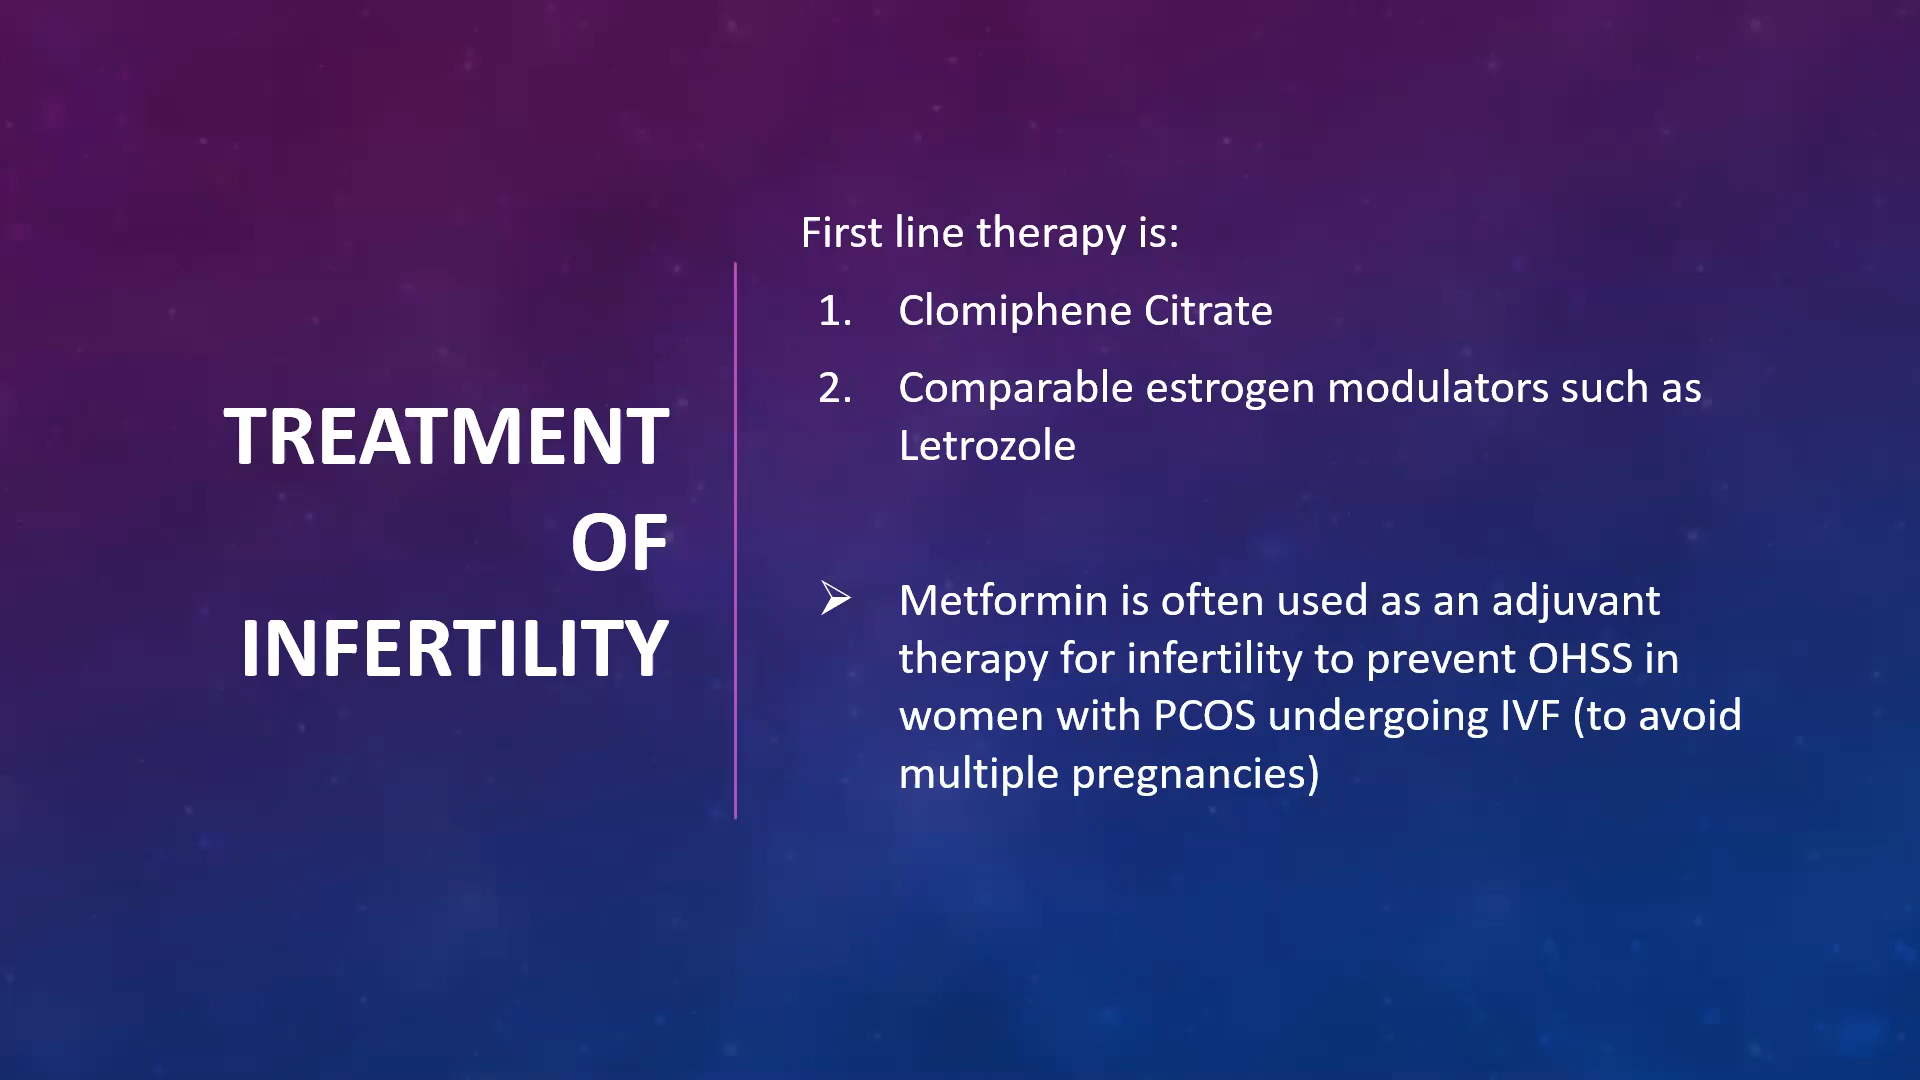 TREATMENT
OF
INFERTILITY
First line therapy is:
1. Clomiphene Citrate
2. Comparable estrogen modulators such as
Letrozole
➢ Metformin is often used as an adjuvant
therapy for infertility to prevent OHSS in
women with PCOS undergoing IVF (to avoid
multiple pregnancies)